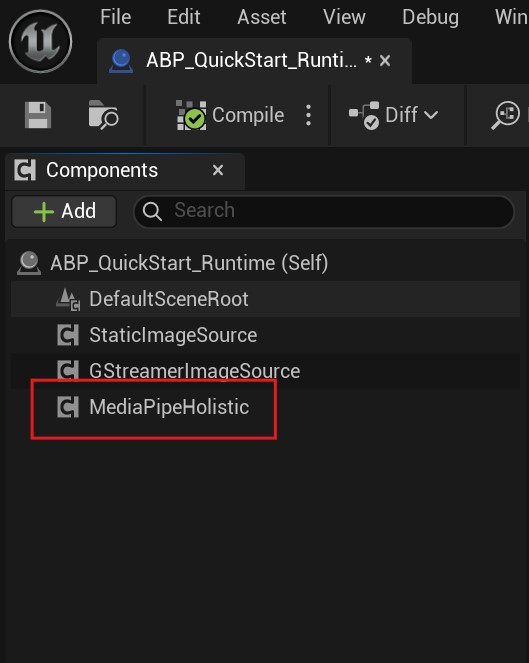 File Edit Asset View Debug Win
ABP_QuickStart_Runti... *
Compile Diff
Components
Add Search
ABP_QuickStart_Runtime (Self)
DefaultSceneRoot
StaticImageSource
GStreamerImageSource
MediaPipeHolistic